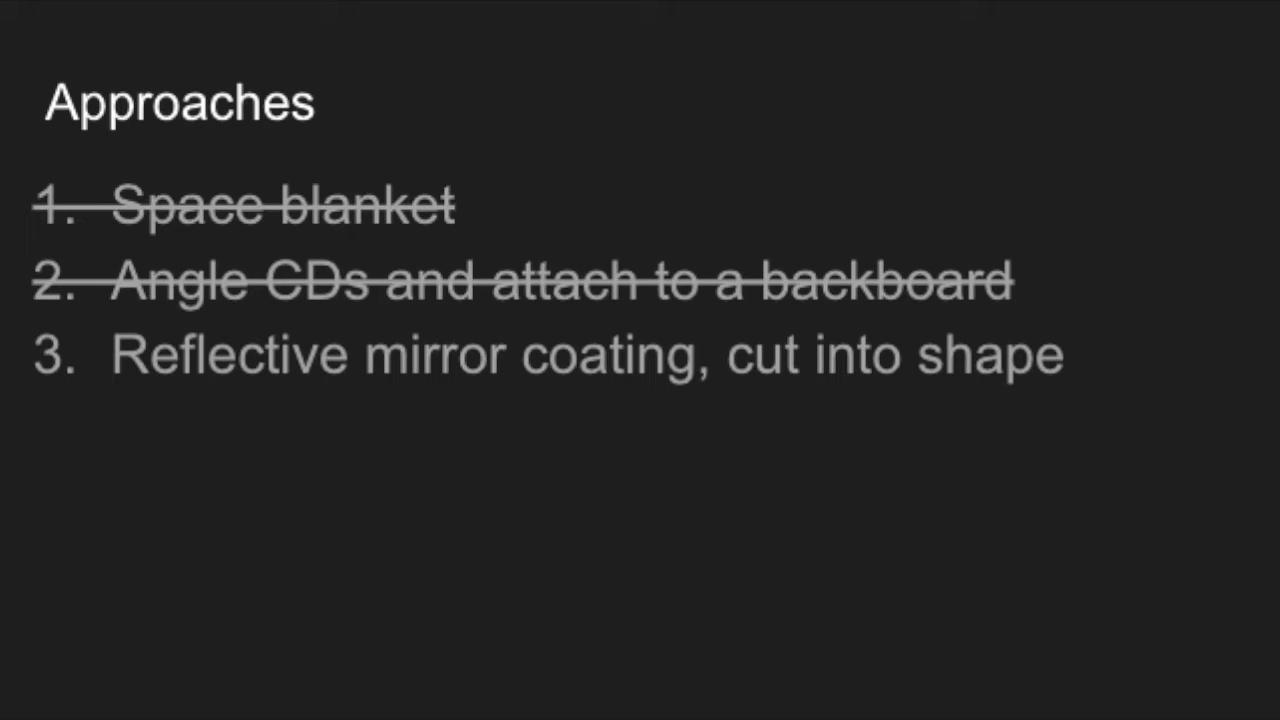 Approaches
1. Space blanket
2. Angle CDs and attach to a backboard
3. Reflective mirror coating, cut into shape